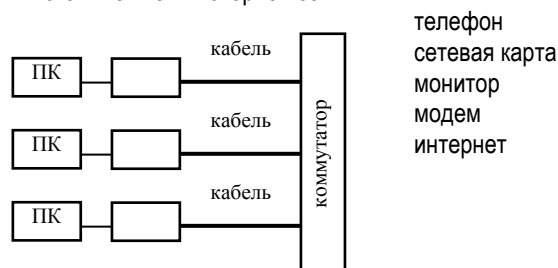 кабель
ПК
кабель
ПК
кабель
ПК
коммутатор
телефон
сетевая карта
монитор
модем
интернет